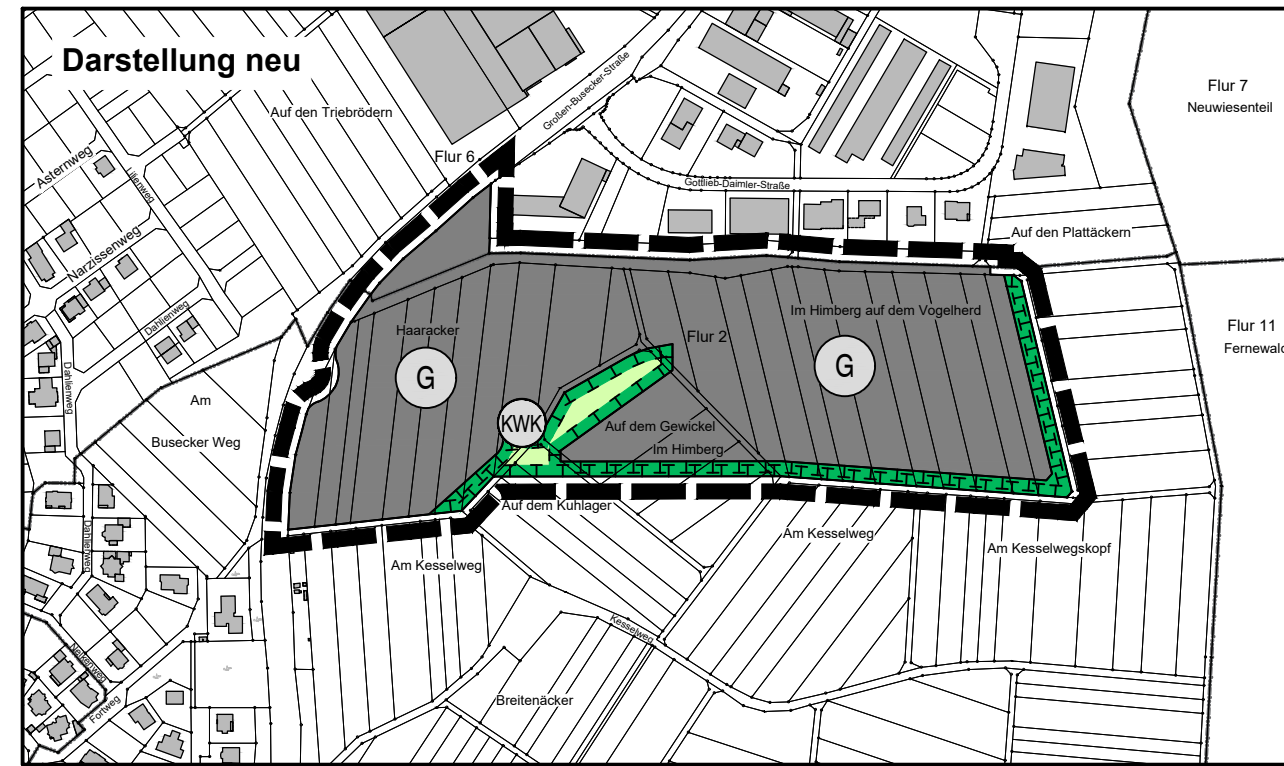 Darstellung neu
Flur 7
Neuwiesenteil
Auf den Triebrödern
Großen-Busecker-Straße
Asternweg
Lilienweg
Flur 6
Gottlieb-Daimler-Straße
Narzissenweg
Auf den Plattäckern
Dahlienweg
Haaracker
Flur 2
Im Himberg auf dem Vogelherd
Flur 11
Fernewald
Dahlienweg
G
G
Am
Busecker Weg
KWK
Auf dem Gewickel
Im Himberg
Auf dem Kuhlager
Am Kesselweg
Am Kesselweg
Am Kesselwegskopf
Dahlienweg
Kesselweg
Nelkenweg
Fortweg
Breitenäcker